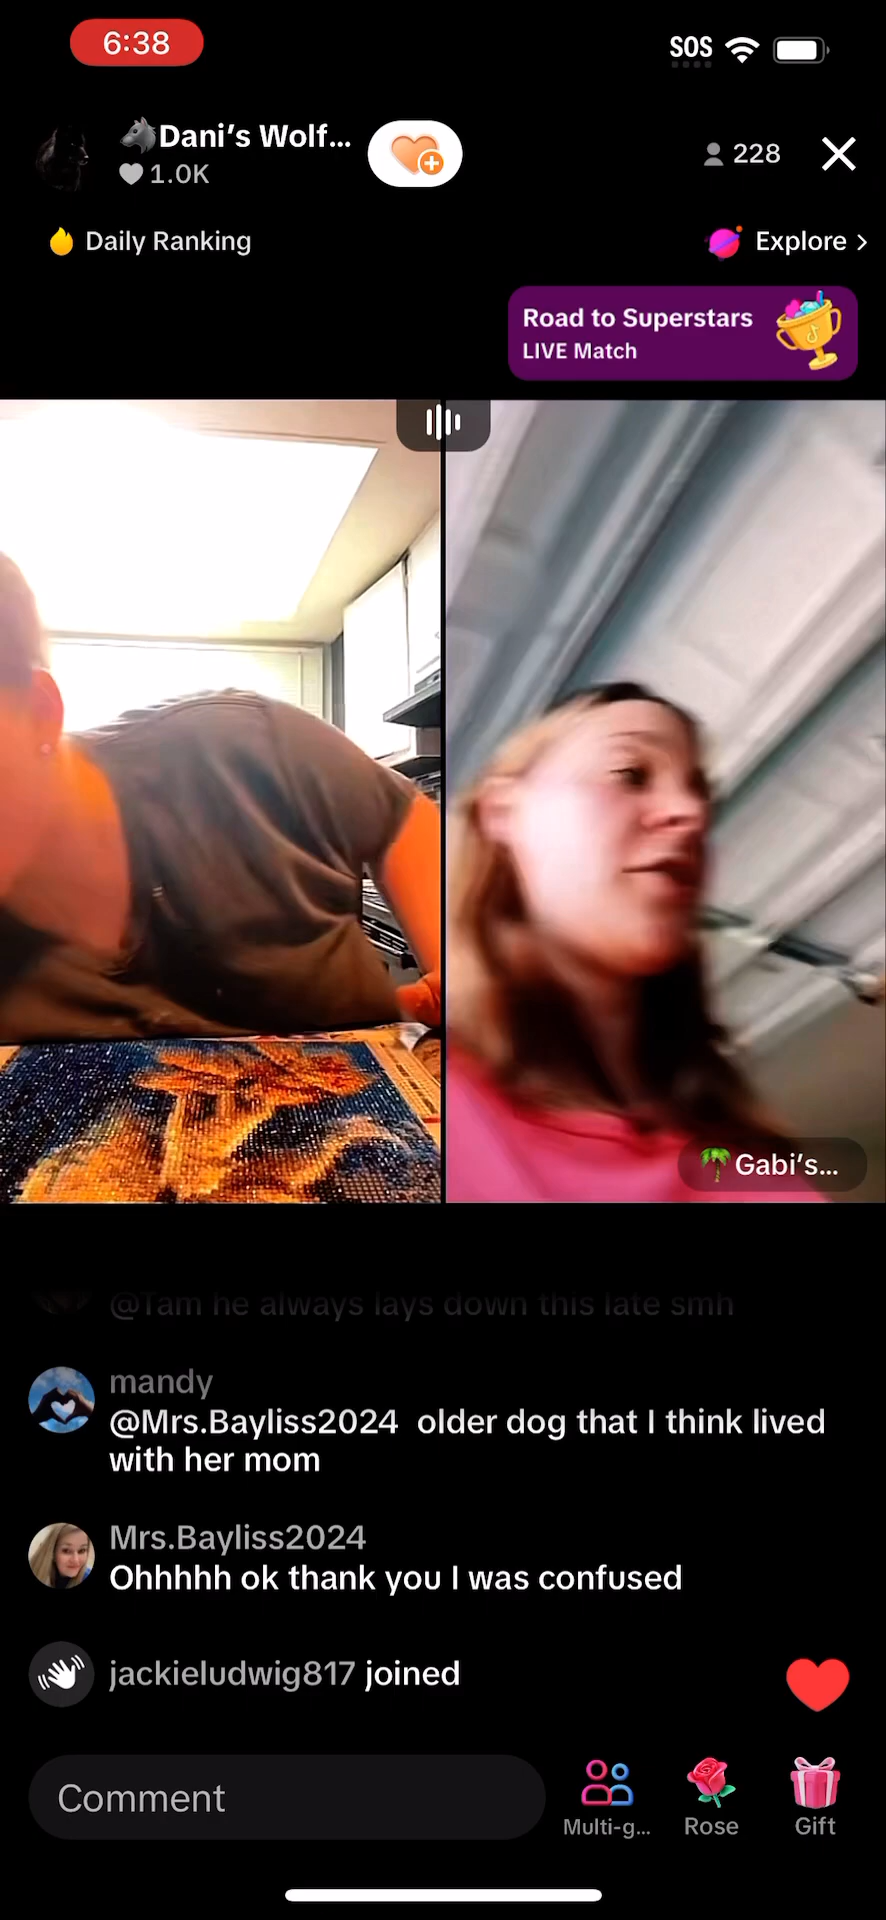 6:38
SOS
🐺Dani's Wolf...
1.0K
228
Daily Ranking
Explore >
Road to Superstars
LIVE Match
🌴Gabi's...
@Tam he always lays down this late smh
mandy
@Mrs.Bayliss2024 older dog that I think lived
with her mom
Mrs.Bayliss2024
Ohhhhh ok thank you I was confused
jackieludwig817 joined
Comment
Multi-g...
Rose
Gift